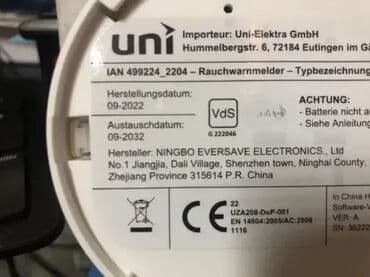 uni
Importeur: Uni-Elektra GmbH
Hummelbergstr. 6, 72184 Eutingen im Gä
IAN 499224_2204 – Rauchwarnmelder – Typbezeichnung
Herstellungsdatum:
09-2022
Austauschdatum:
09-2032
VdS
G 222046
ACHTUNG:
- Batterie nicht a
- Siehe Anleitung
Hersteller: NINGBO EVERSAVE ELECTRONICS., Ltd
No.1 Jiangjia, Dali Village, Shenzhen town, Ninghai County.
Zhejiang Province 315614 P.R. China
CE
22
UZA208-DoP-001
EN 14604:2005/AC:2008
1116
In China H
Software-V
VER: A
SN: 36222